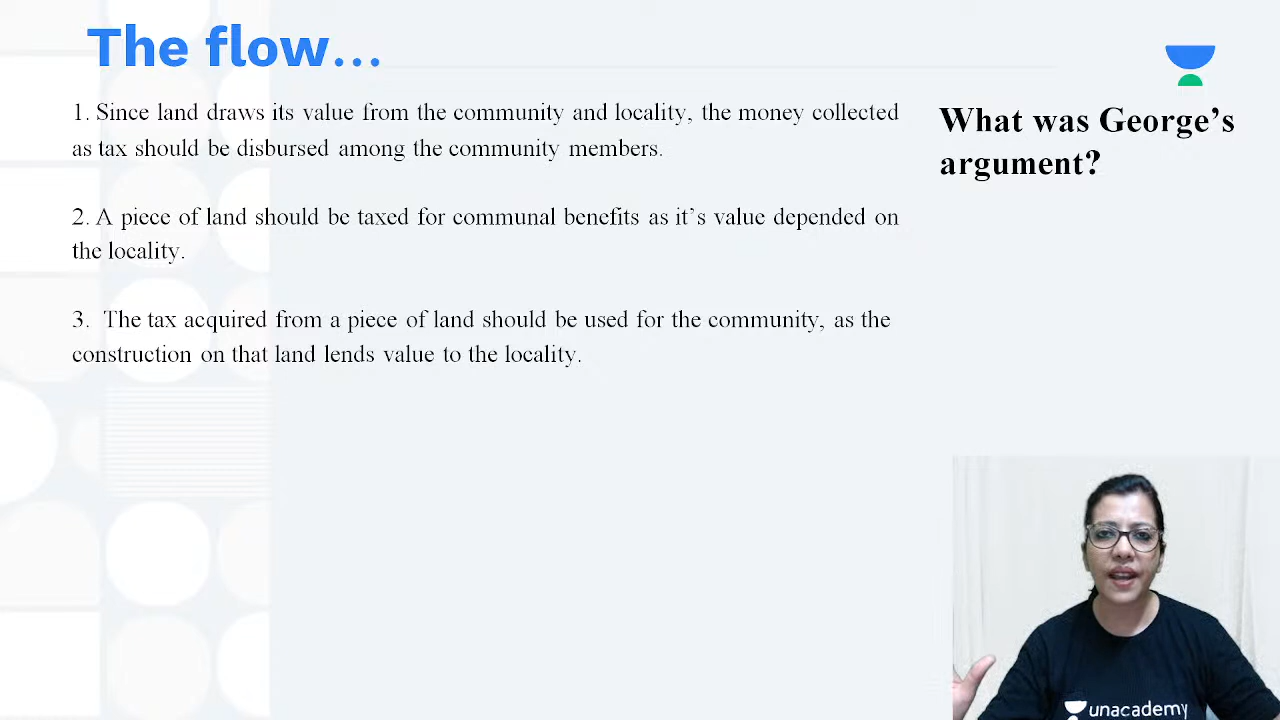 The flow...
1. Since land draws its value from the community and locality, the money collected
as tax should be disbursed among the community members.
2. A piece of land should be taxed for communal benefits as it’s value depended on
the locality.
3. The tax acquired from a piece of land should be used for the community, as the
construction on that land lends value to the locality.
What was George’s
argument?
unacademy